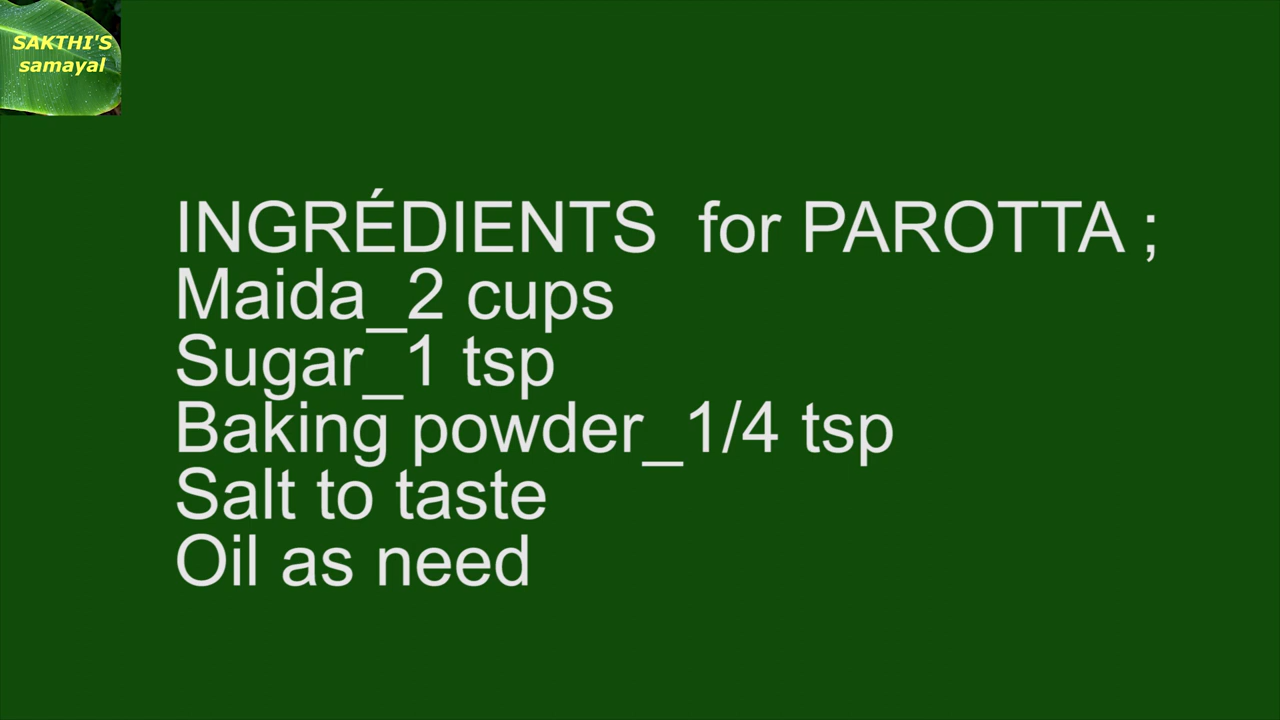 SAKTHI'S
samayal
INGRÉDIENTS  for PAROTTA ;
Maida_2 cups
Sugar_1 tsp
Baking powder_1/4 tsp
Salt to taste
Oil as need